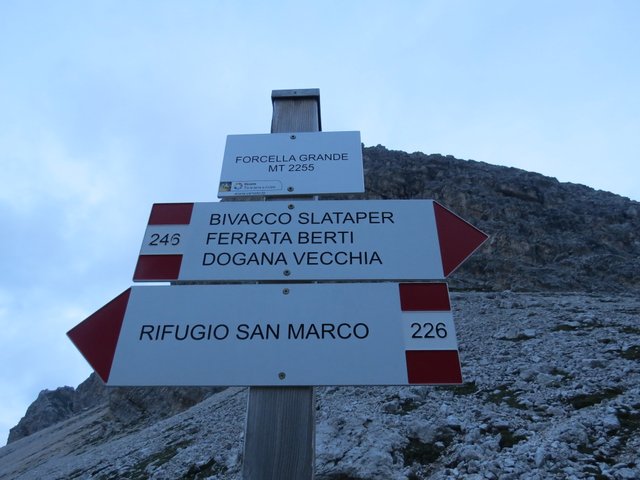 FORCELLA GRANDE
MT 2255
246
BIVACCO SLATAPER
FERRATA BERTI
DOGANA VECCHIA
RIFUGIO SAN MARCO
226